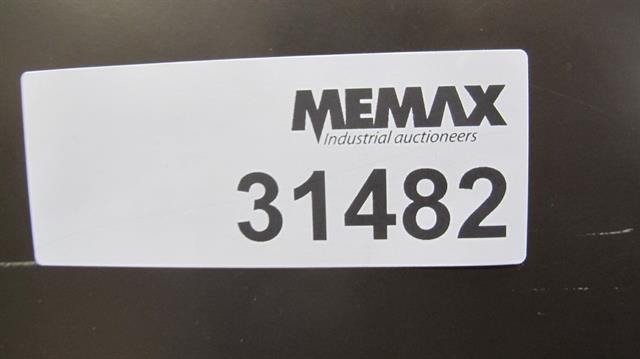 MEMAX
Industrial auctioneers
31482